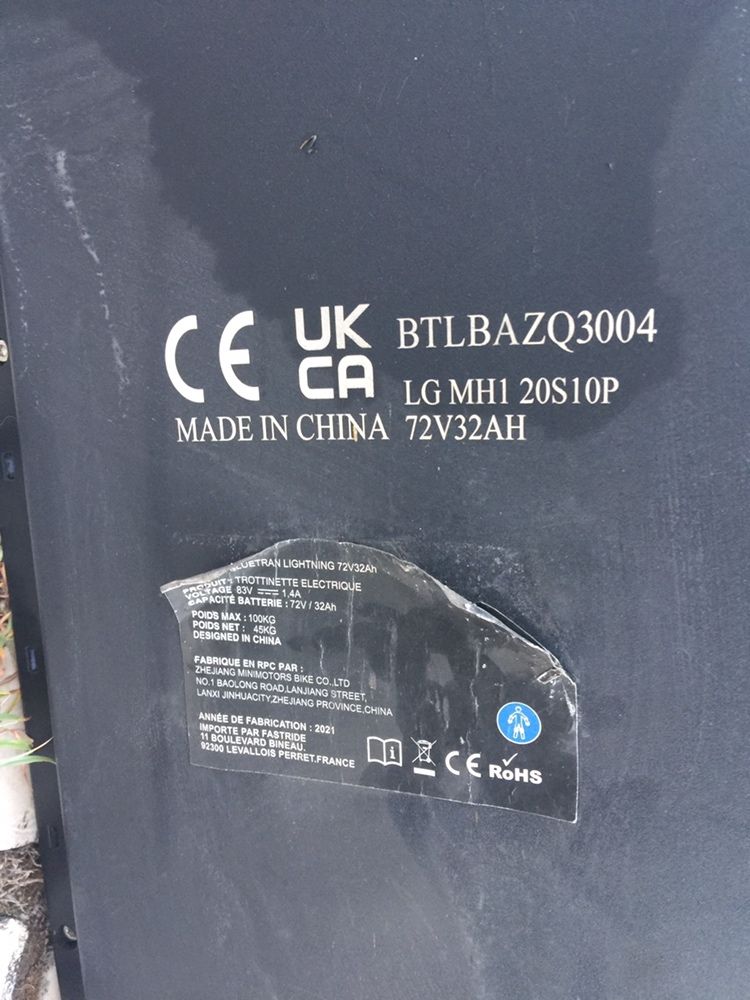 CE UK CA BTLBAZQ3004
LG MH1 20S10P
MADE IN CHINA 72V32AH
LIGHTNING 72V32Ah
PRODUIT: TROTTINETTE ELECTRIQUE
VOLTAGE 83V 1.4A
CAPACITÉ BATTERIE : 72V / 32Ah
POIDS MAX : 100KG
POIDS NET : 45KG
DESIGNED IN CHINA
FABRIQUE EN RPC PAR :
ZHEJIANG MINIMOTORS BIKE CO.,LTD
NO.1 BAOLONG ROAD,LANJIANG STREET,
LANXI JINHUACITY,ZHEJIANG PROVINCE,CHINA
ANNÉE DE FABRICATION : 2021
IMPORTE PAR FASTRIDE
11 BOULEVARD BINEAU.
92300 LEVALLOIS PERRET.FRANCE
CE RoHS